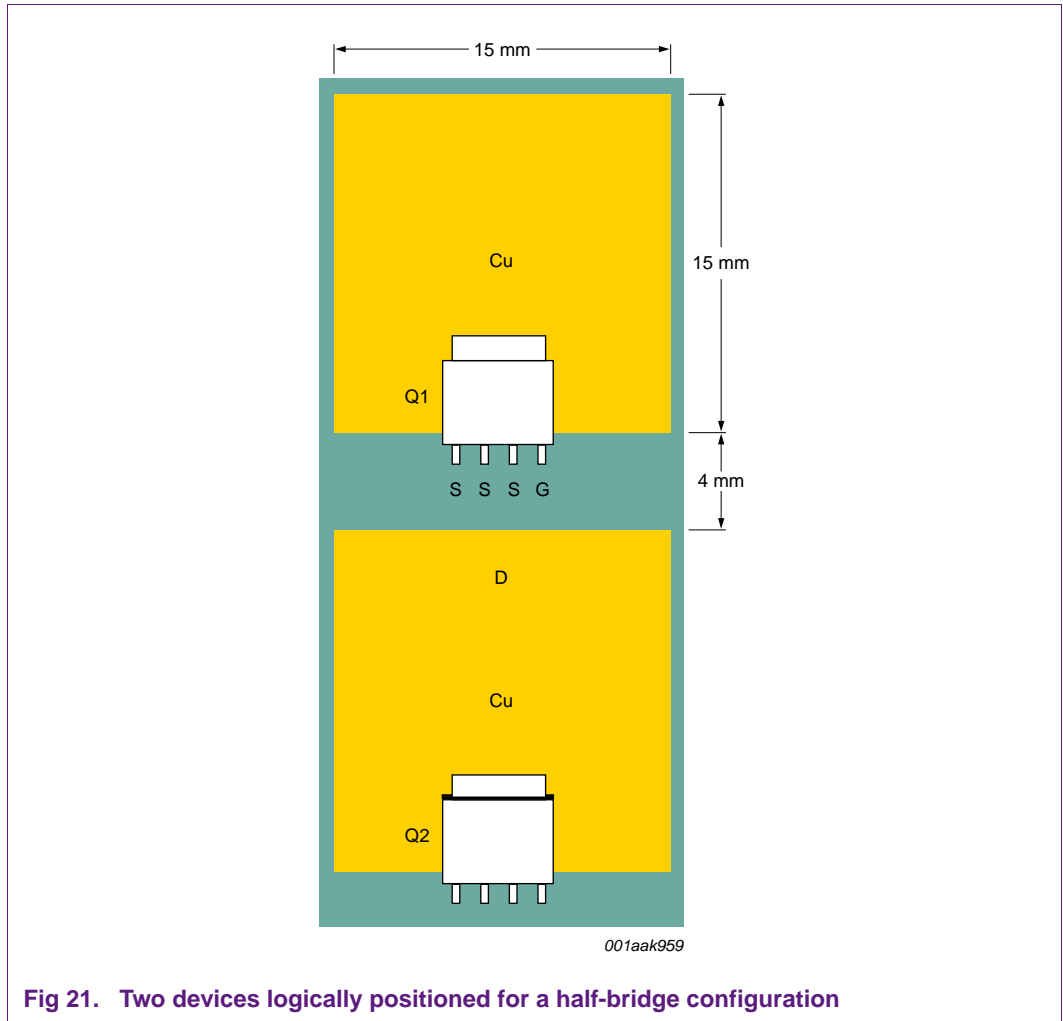 15 mm
Cu
15 mm
Q1
S S S G
4 mm
D
Cu
Q2
001aak959
Fig 21. Two devices logically positioned for a half-bridge configuration